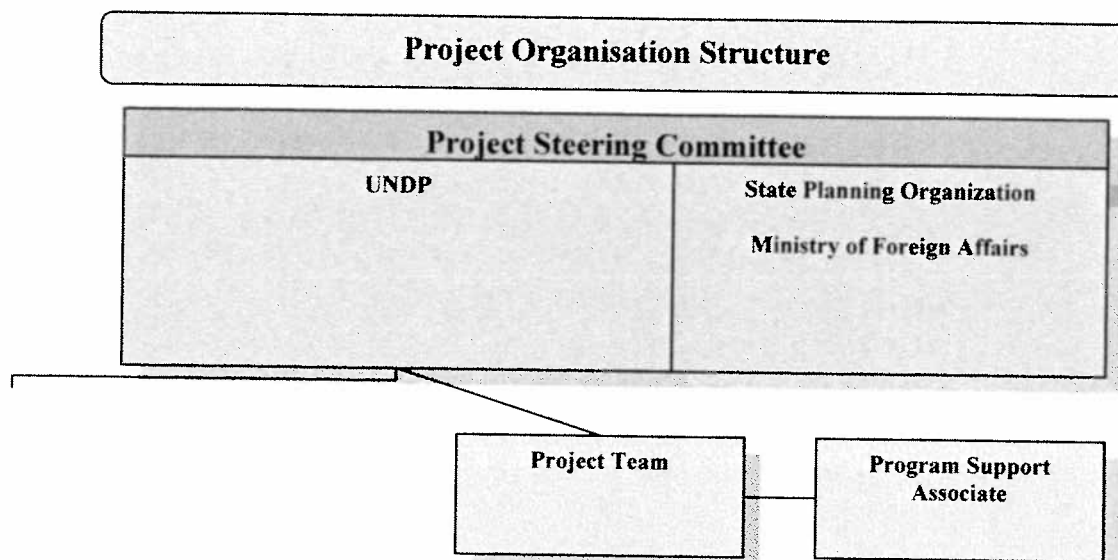 Project Organisation Structure
Project Steering Committee
UNDP
State Planning Organization
Ministry of Foreign Affairs
Project Team
Program Support
Associate